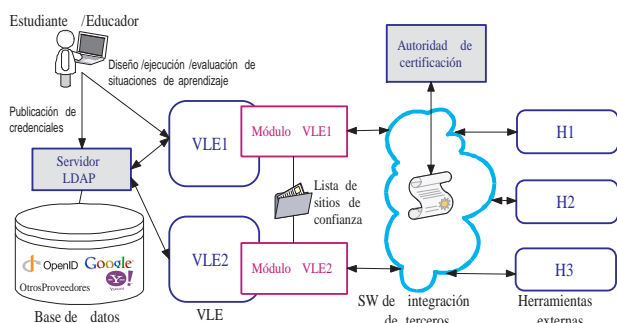 Estudiante /Educador
Diseño /ejecución /evaluación de
situaciones de aprendizaje
Publicación de
credenciales
Servidor
LDAP
OpenID Google
Y!
OtrosProveedores
Base de datos
VLE1
VLE2
VLE
Módulo VLE1
Módulo VLE2
Lista de
sitios de
confianza
Autoridad de
certificación
SW de integración
de terceros
H1
H2
H3
Herramientas
externas